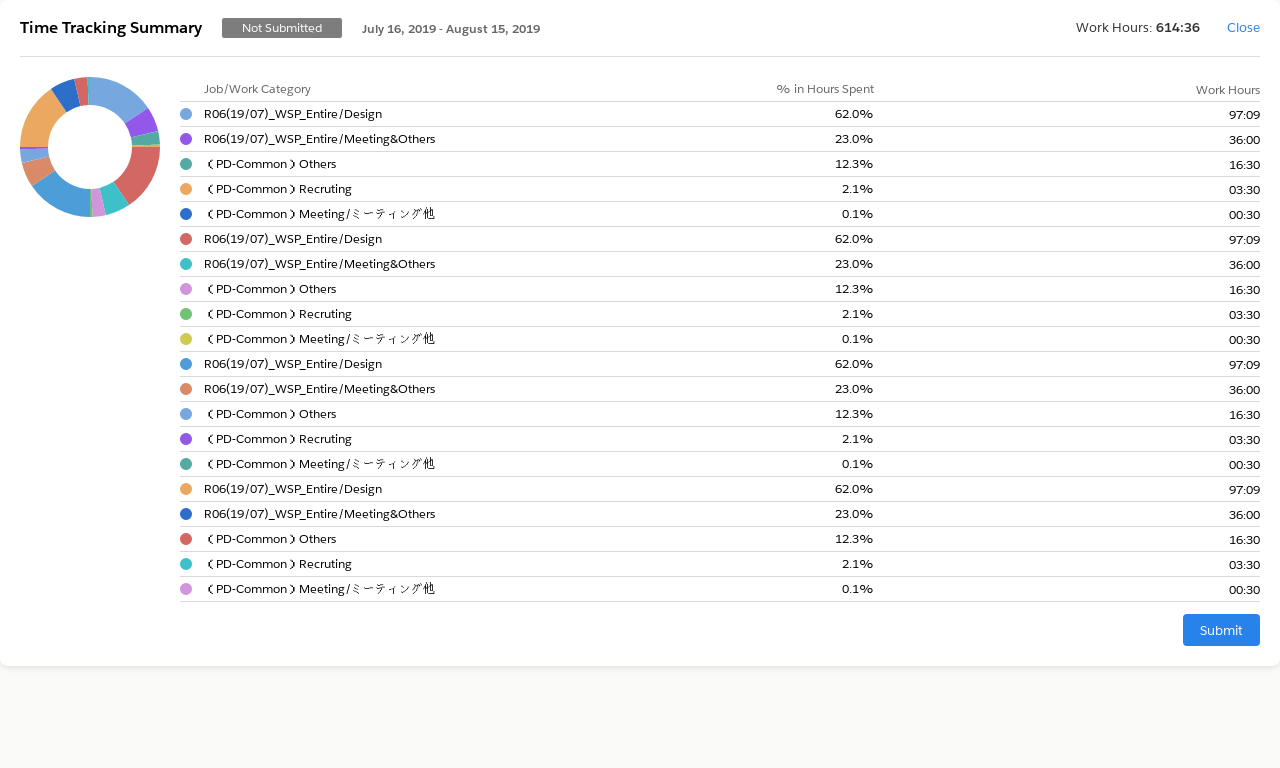 Time Tracking Summary Not Submitted July 16, 2019 - August 15, 2019 Work Hours: 614:36 Close
Job/Work Category % in Hours Spent Work Hours
R06(19/07)_WSP_Entire/Design 62.0% 97:09
R06(19/07)_WSP_Entire/Meeting&Others 23.0% 36:00
（PD-Common）Others 12.3% 16:30
（PD-Common）Recruting 2.1% 03:30
（PD-Common）Meeting/ミーティング他 0.1% 00:30
R06(19/07)_WSP_Entire/Design 62.0% 97:09
R06(19/07)_WSP_Entire/Meeting&Others 23.0% 36:00
（PD-Common）Others 12.3% 16:30
（PD-Common）Recruting 2.1% 03:30
（PD-Common）Meeting/ミーティング他 0.1% 00:30
R06(19/07)_WSP_Entire/Design 62.0% 97:09
R06(19/07)_WSP_Entire/Meeting&Others 23.0% 36:00
（PD-Common）Others 12.3% 16:30
（PD-Common）Recruting 2.1% 03:30
（PD-Common）Meeting/ミーティング他 0.1% 00:30
R06(19/07)_WSP_Entire/Design 62.0% 97:09
R06(19/07)_WSP_Entire/Meeting&Others 23.0% 36:00
（PD-Common）Others 12.3% 16:30
（PD-Common）Recruting 2.1% 03:30
（PD-Common）Meeting/ミーティング他 0.1% 00:30
Submit